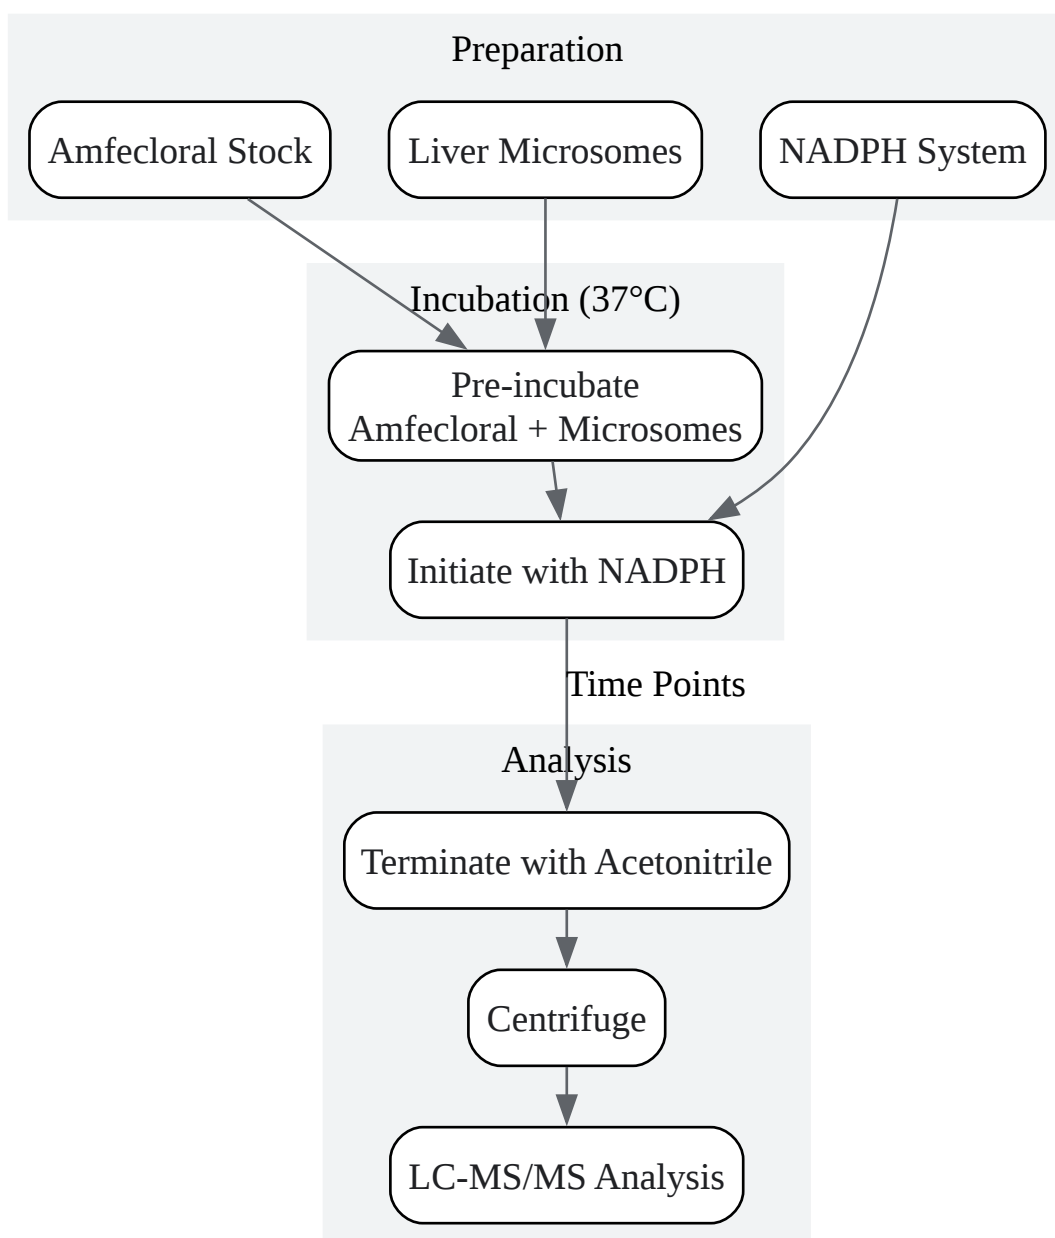 Preparation
Amfecloral Stock
Liver Microsomes
NADPH System
Incubation (37°C)
Pre-incubate
Amfecloral + Microsomes
Initiate with NADPH
Time Points
Analysis
Terminate with Acetonitrile
Centrifuge
LC-MS/MS Analysis